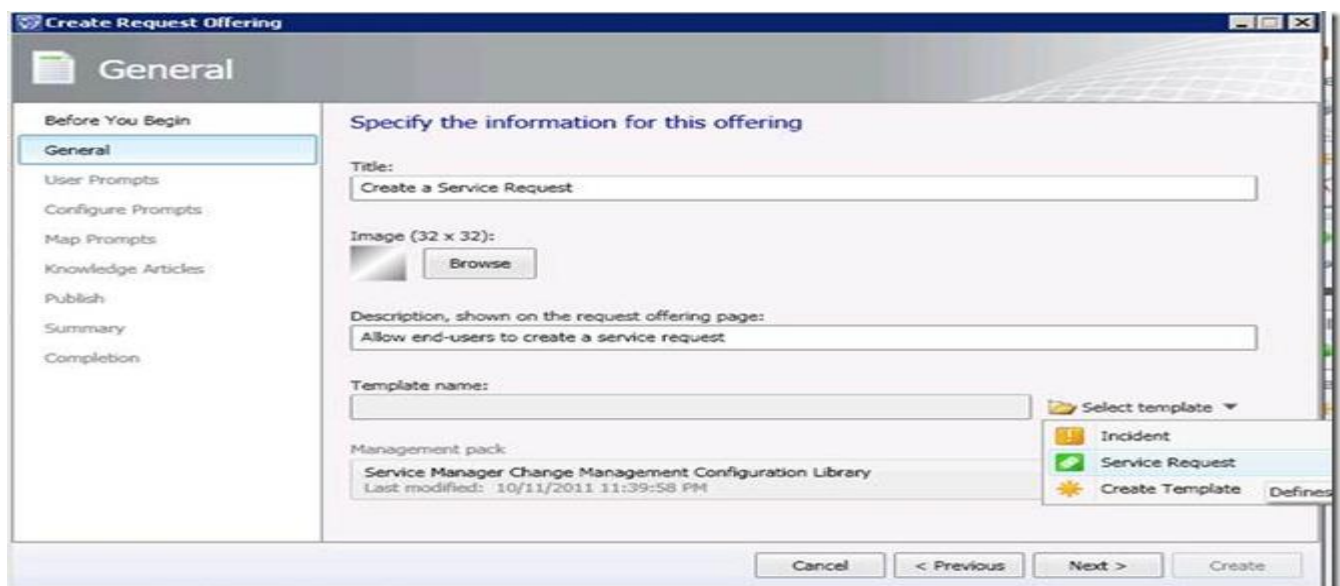 Create Request Offering
General
Before You Begin
General
User Prompts
Configure Prompts
Map Prompts
Knowledge Articles
Publish
Summary
Completion
Specify the information for this offering
Title:
Create a Service Request
Image (32 x 32):
Browse
Description, shown on the request offering page:
Allow end-users to create a service request
Template name:
Select template
Incident
Service Request
Create Template
Defines
Management pack
Service Manager Change Management Configuration Library
Last modified: 10/11/2011 11:39:58 PM
Cancel
< Previous
Next >
Create